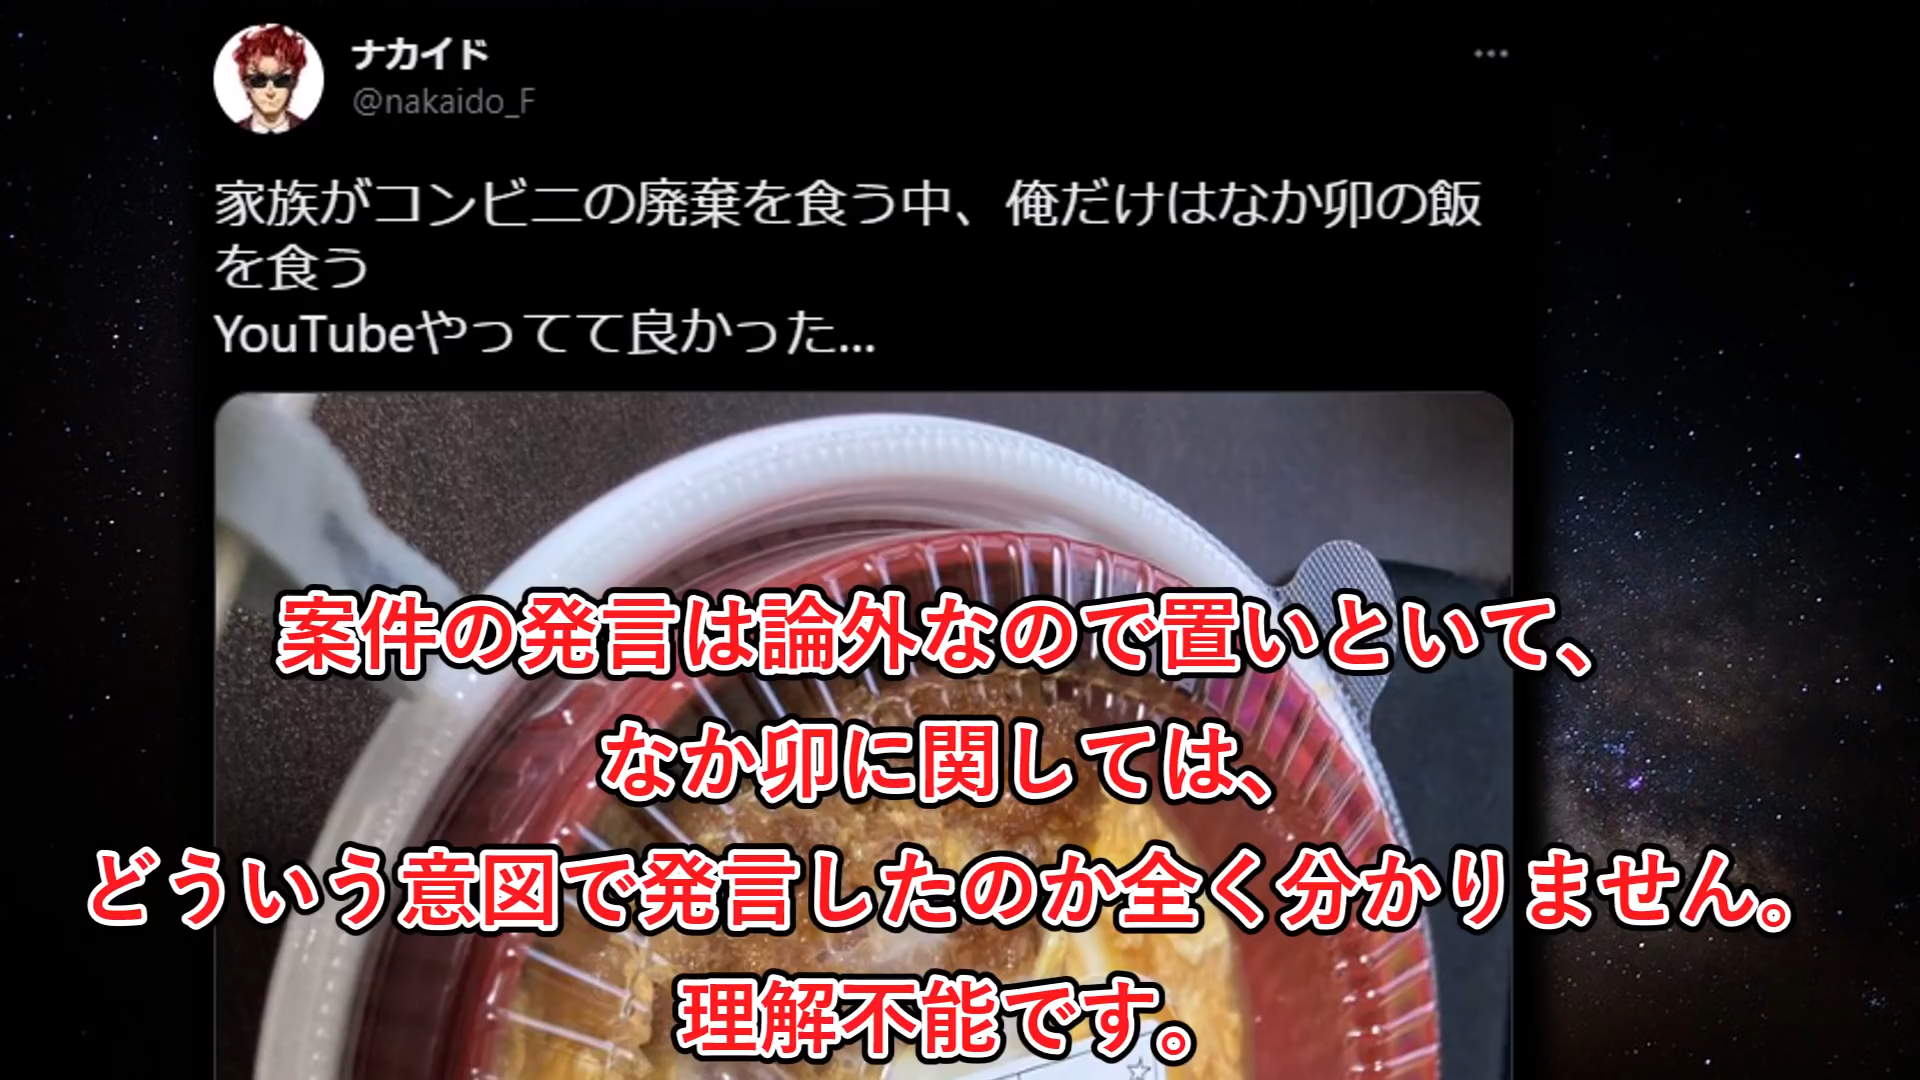 ナカイド
@nakaido_F
家族がコンビニの廃棄を食う中、俺だけはなか卯の飯
を食う
YouTubeやってて良かった...
案件の発言は論外なので置いといて、
なか卯に関しては、
どういう意図で発言したのか全く分かりません。
理解不能です。